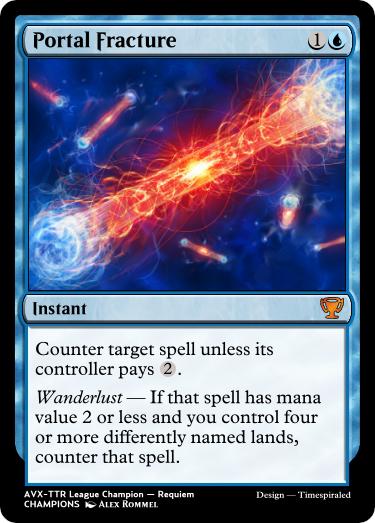 Portal Fracture 1
Instant
Counter target spell unless its
controller pays 2.
Wanderlust — If that spell has mana
value 2 or less and you control four
or more differently named lands,
counter that spell.
AVX-TTR League Champion — Requiem
Design — Timespiraled
CHAMPIONS Alex Rommel